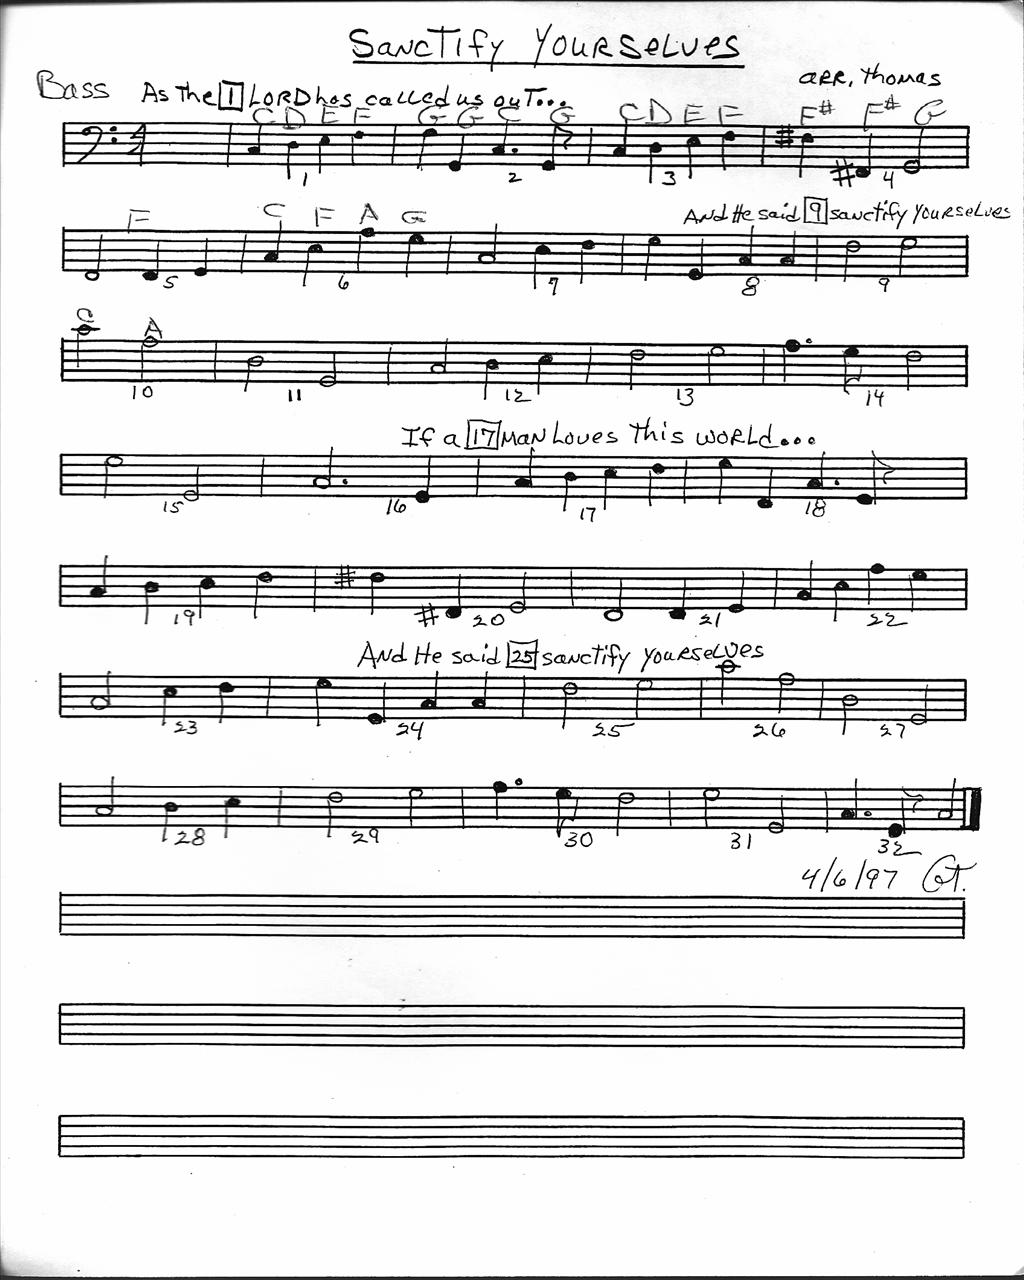 Sanctify Yourselves
Bass As the 1 LORD has called us out... arr. Thomas
C D E F G G C G C D E F F# F# G
1 2 3 4
And He said 9 sanctify yourselves
F C F A G
5 6 7 8 9
C A
10 11 12 13 14
If a 17 man loves this world...
15 16 17 18
19 20 21 22
And He said 25 sanctify yourselves
23 24 25 26 27
28 29 30 31 32
4/6/97 GT.